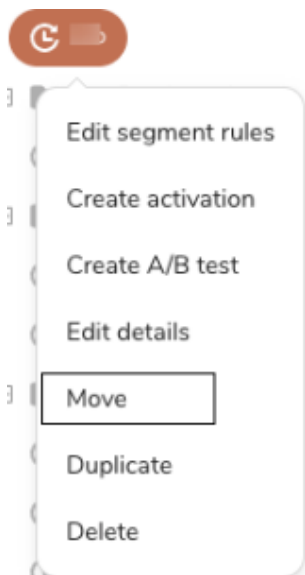 Edit segment rules
Create activation
Create A/B test
Edit details
Move
Duplicate
Delete